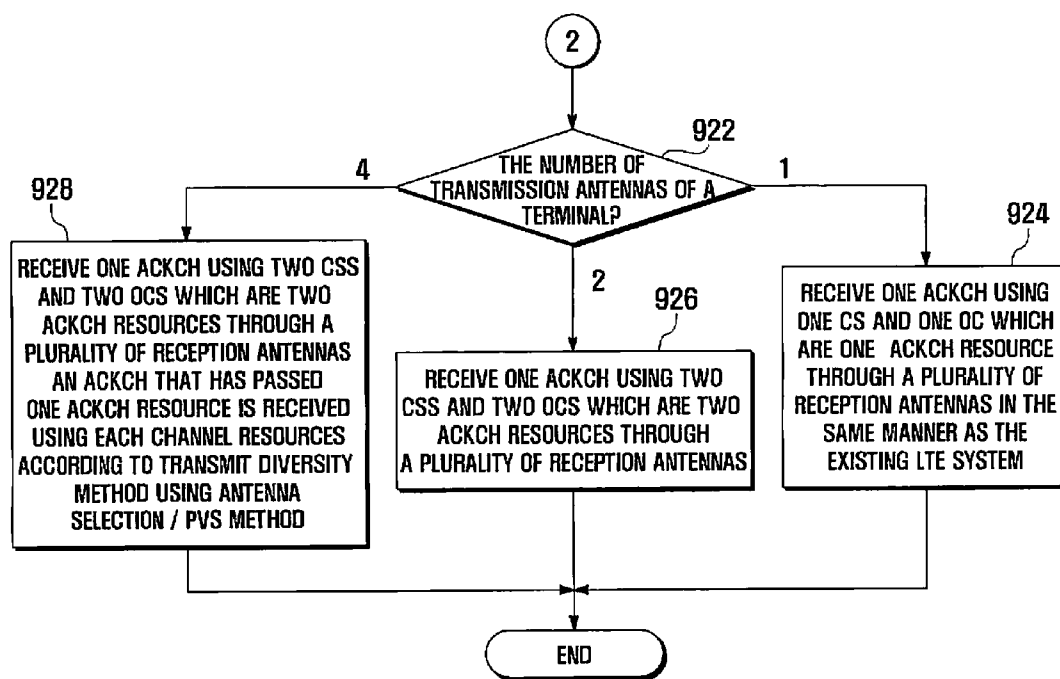 2
922
THE NUMBER OF
TRANSMISSION ANTENNAS OF A
TERMINAL?
4
1
2
928
RECEIVE ONE ACKCH USING TWO CSS
AND TWO OCS WHICH ARE TWO
ACKCH RESOURCES THROUGH A
PLURALITY OF RECEPTION ANTENNAS
AN ACKCH THAT HAS PASSED
ONE ACKCH RESOURCE IS RECEIVED
USING EACH CHANNEL RESOURCES
ACCORDING TO TRANSMIT DIVERSITY
METHOD USING ANTENNA
SELECTION / PVS METHOD
926
RECEIVE ONE ACKCH USING TWO
CSS AND TWO OCS WHICH ARE TWO
ACKCH RESOURCES THROUGH
A PLURALITY OF RECEPTION ANTENNAS
924
RECEIVE ONE ACKCH USING
ONE CS AND ONE OC WHICH
ARE ONE ACKCH RESOURCE
THROUGH A PLURALITY OF
RECEPTION ANTENNAS IN THE
SAME MANNER AS THE
EXISTING LTE SYSTEM
END